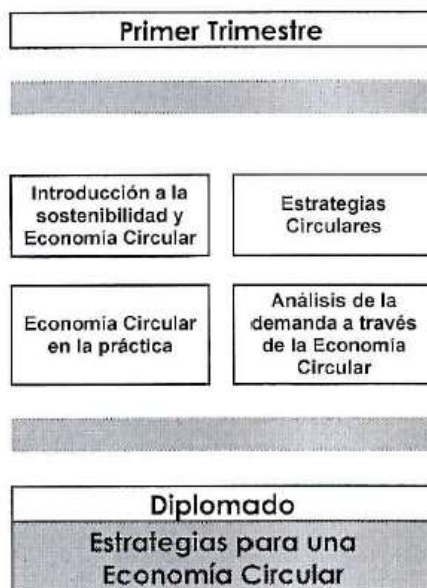 Primer Trimestre
Introducción a la
sostenibilidad y
Economía Circular
Estrategias
Circulares
Economía Circular
en la práctica
Análisis de la
demanda a través
de la Economía
Circular
Diplomado
Estrategias para una
Economía Circular